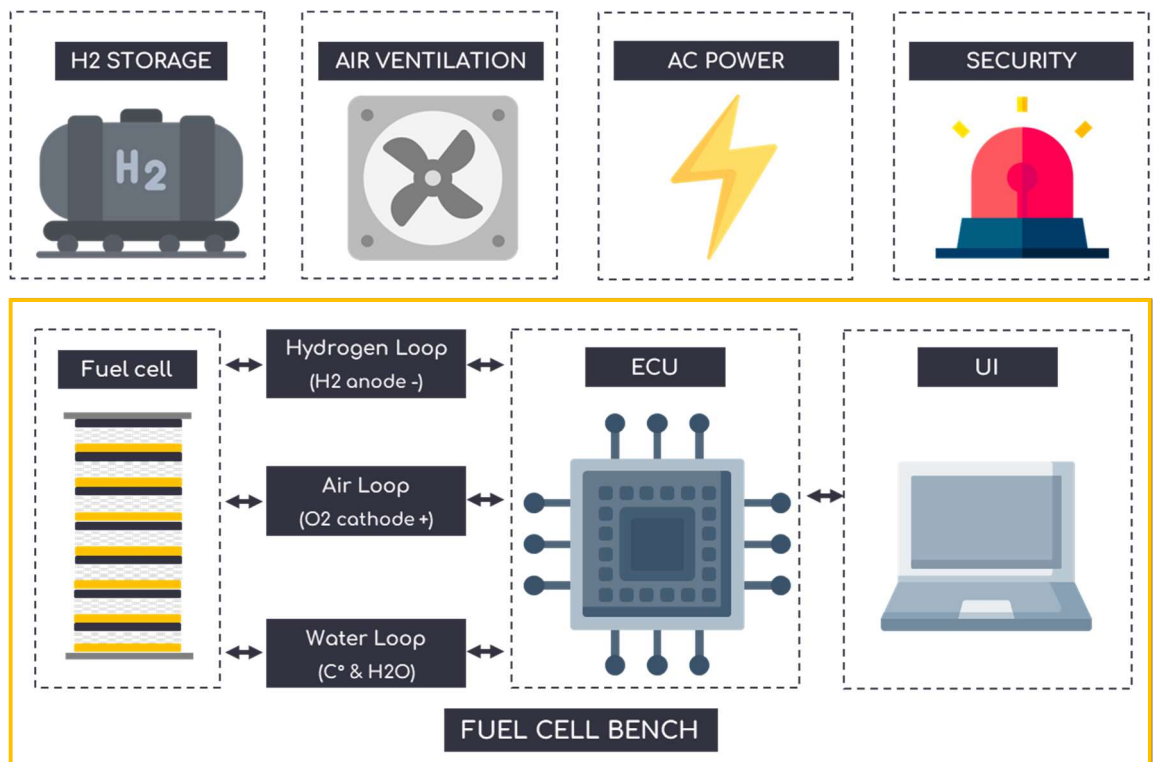 H2 STORAGE
AIR VENTILATION
AC POWER
SECURITY
H2
Fuel cell
Hydrogen Loop
(H2 anode -)
ECU
UI
Air Loop
(O2 cathode +)
Water Loop
(C° & H2O)
FUEL CELL BENCH